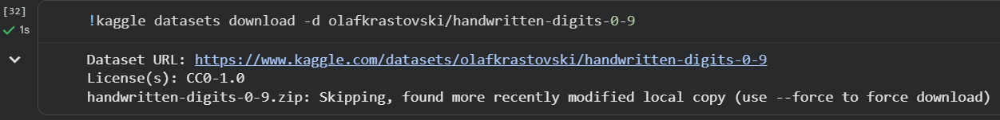 [32]
!kaggle datasets download -d olafkrastovski/handwritten-digits-0-9
1s
Dataset URL: https://www.kaggle.com/datasets/olafkrastovski/handwritten-digits-0-9
License(s): CC0-1.0
handwritten-digits-0-9.zip: Skipping, found more recently modified local copy (use --force to force download)